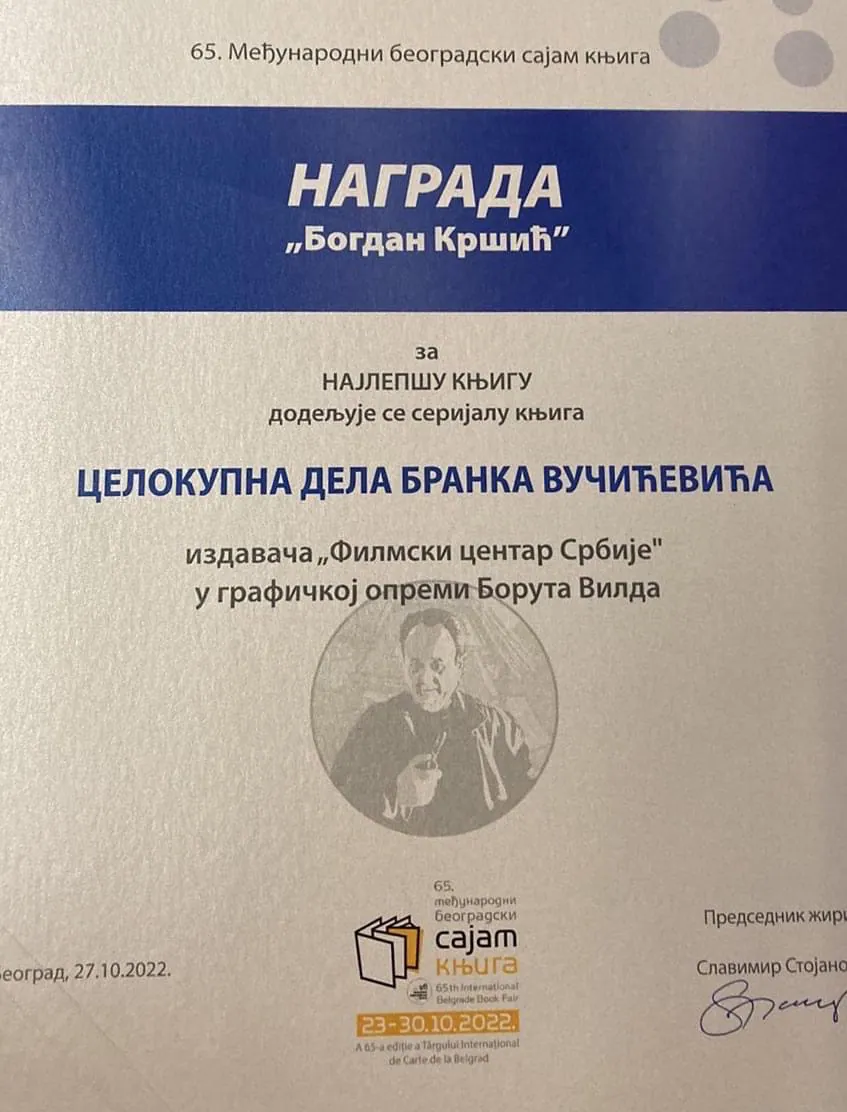 65. Међународни београдски сајам књига
НАГРАДА
„Богдан Кршић”
за
НАЈЛЕПШУ КЊИГУ
додељује се серијалу књига
ЦЕЛОКУПНА ДЕЛА БРАНКА ВУЧИЋЕВИЋА
издавача „Филмски центар Србије"
у графичкој опреми Борута Вилда
65.
међународни
београдски
сајам
књига
65th International
Belgrade Book Fair
23-30.10.2022.
A 65-a ediție a Târgului Internațional
de Carte de la Belgrad
еоград, 27.10.2022.
Председник жири
Славимир Стојано